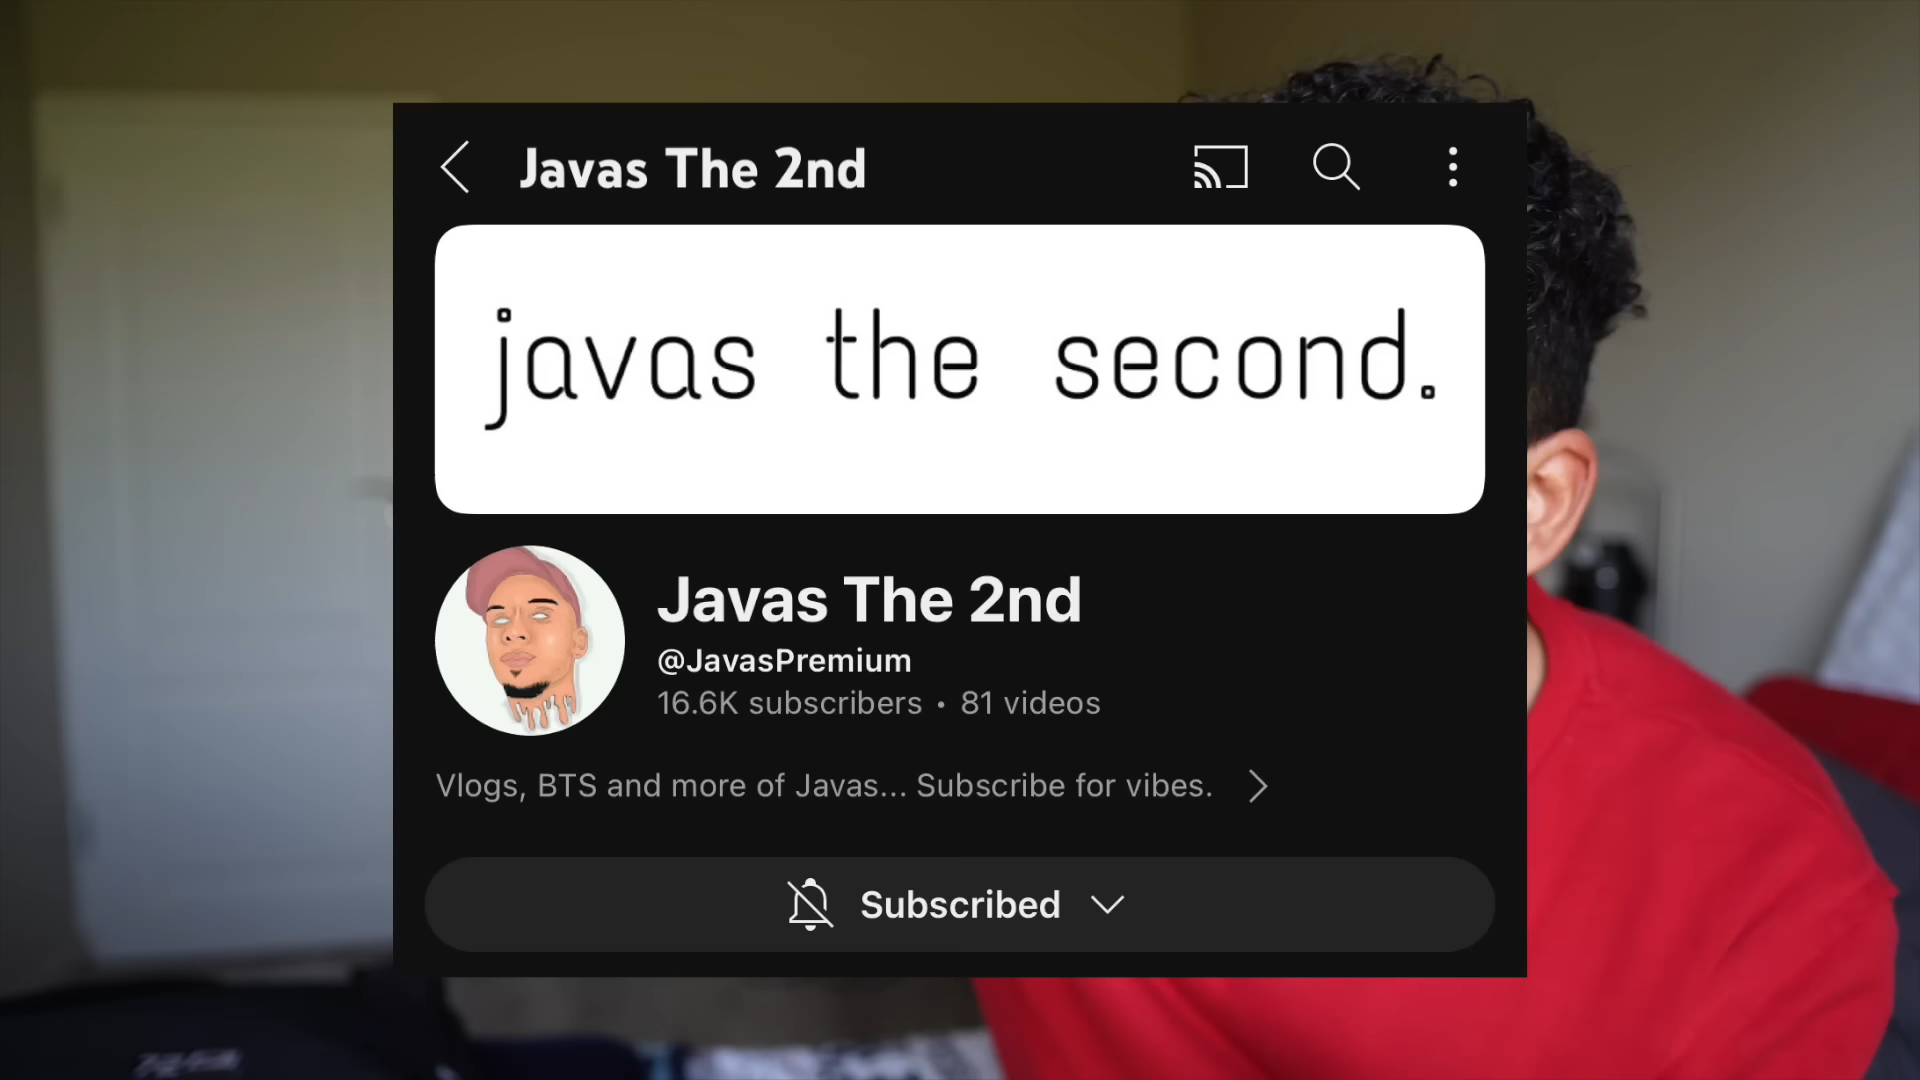 Javas The 2nd
javas the second.
Javas The 2nd
@JavasPremium
16.6K subscribers • 81 videos
Vlogs, BTS and more of Javas... Subscribe for vibes.
Subscribed